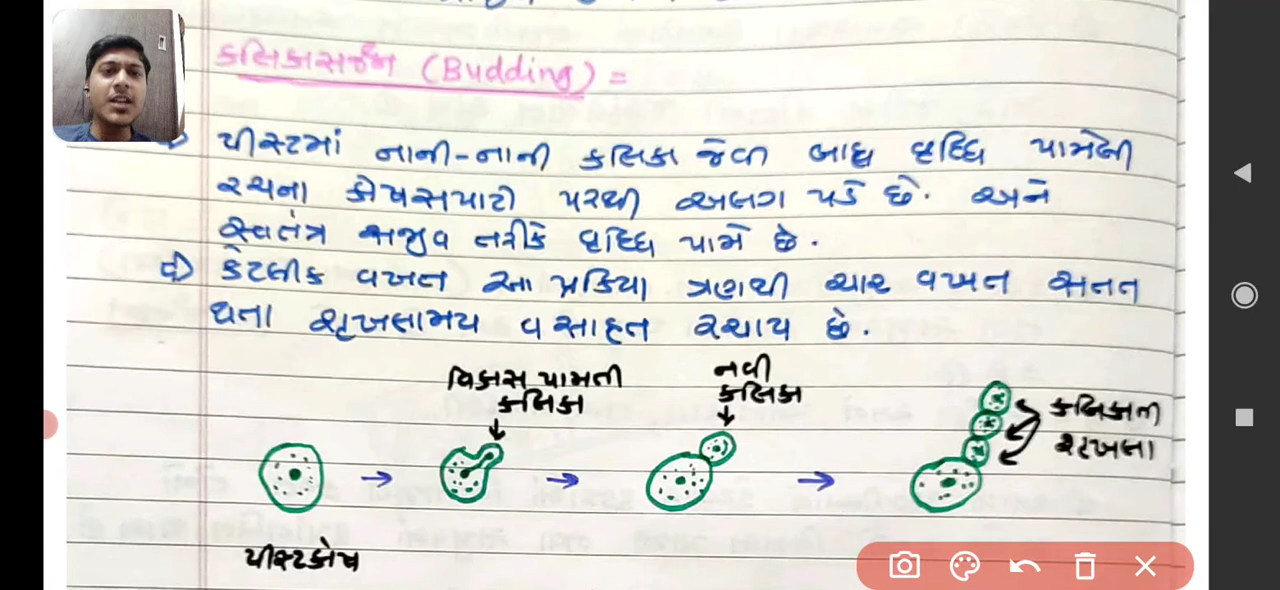 કલિકાસર્જન (Budding) =
યીસ્ટમાં નાની-નાની કલિકા જેવી બાહ્ય વૃધ્ધિ પામેલી
રચના કોષસપાટી પરથી અલગ પડે છે. અને
સ્વતંત્ર સજીવ તરીકે વૃધ્ધિ પામે છે.
કેટલીક વખત આ પ્રક્રિયા ત્રણથી ચાર વખત સતત
થતા શૃખલામય વસાહત રચાય છે.
વિકાસ પામતી
કલિકા
નવી
કલિકા
કલિકાની
શૃખલા
યીસ્ટકોષ